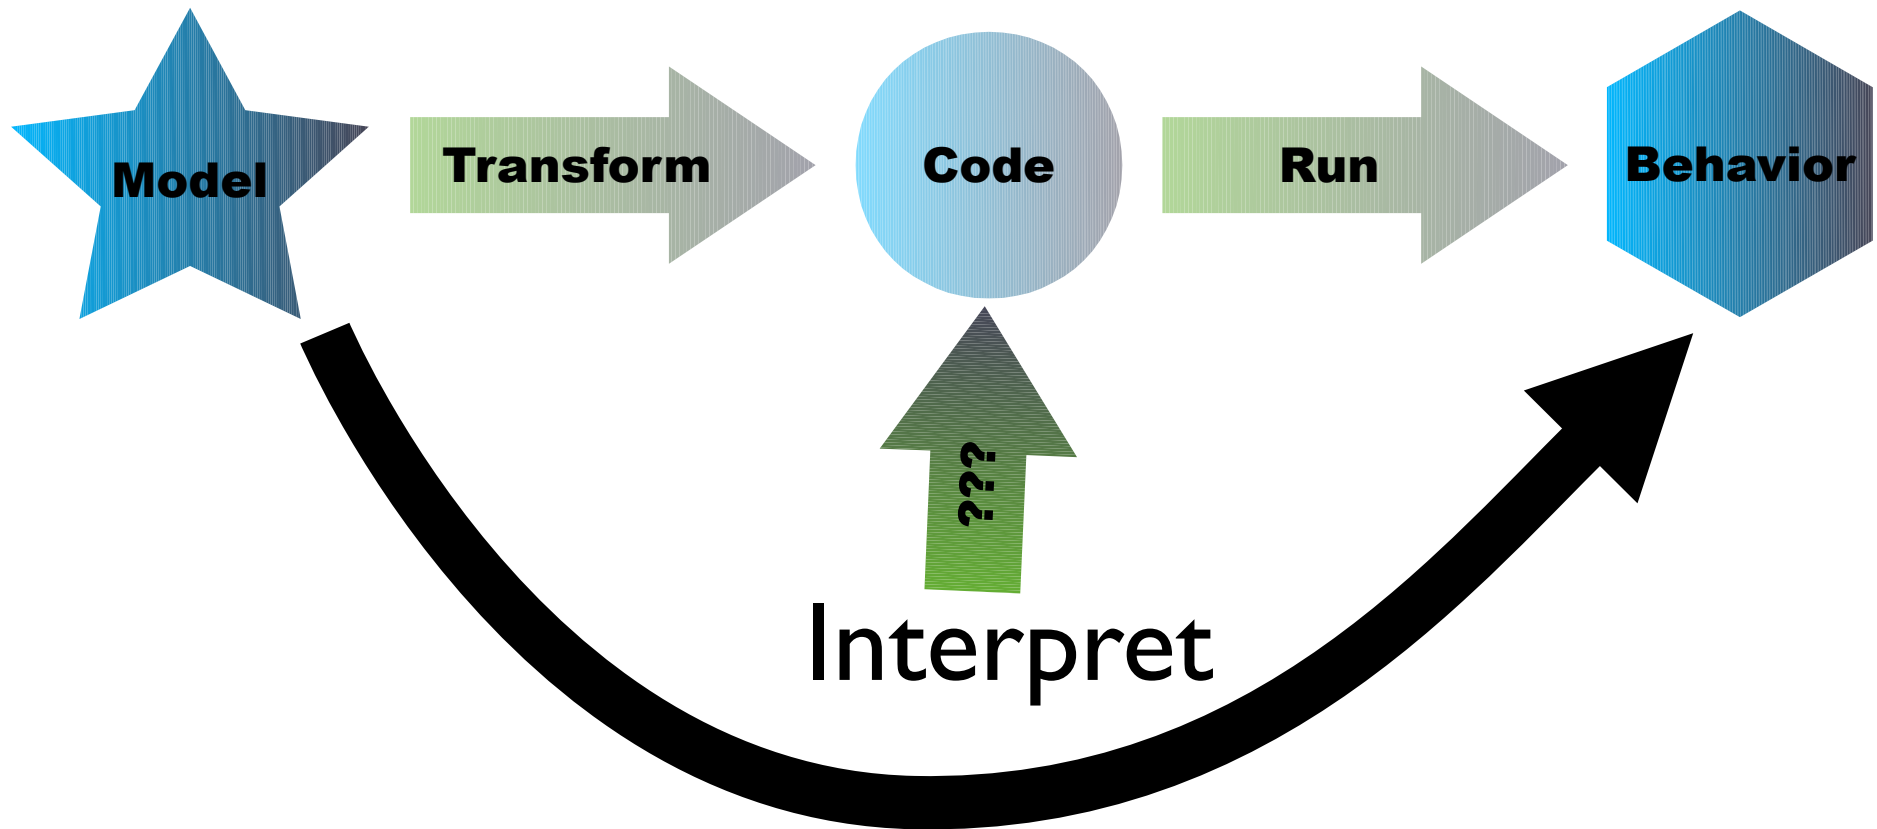 Model
Transform
Code
Run
Behavior
???
Interpret